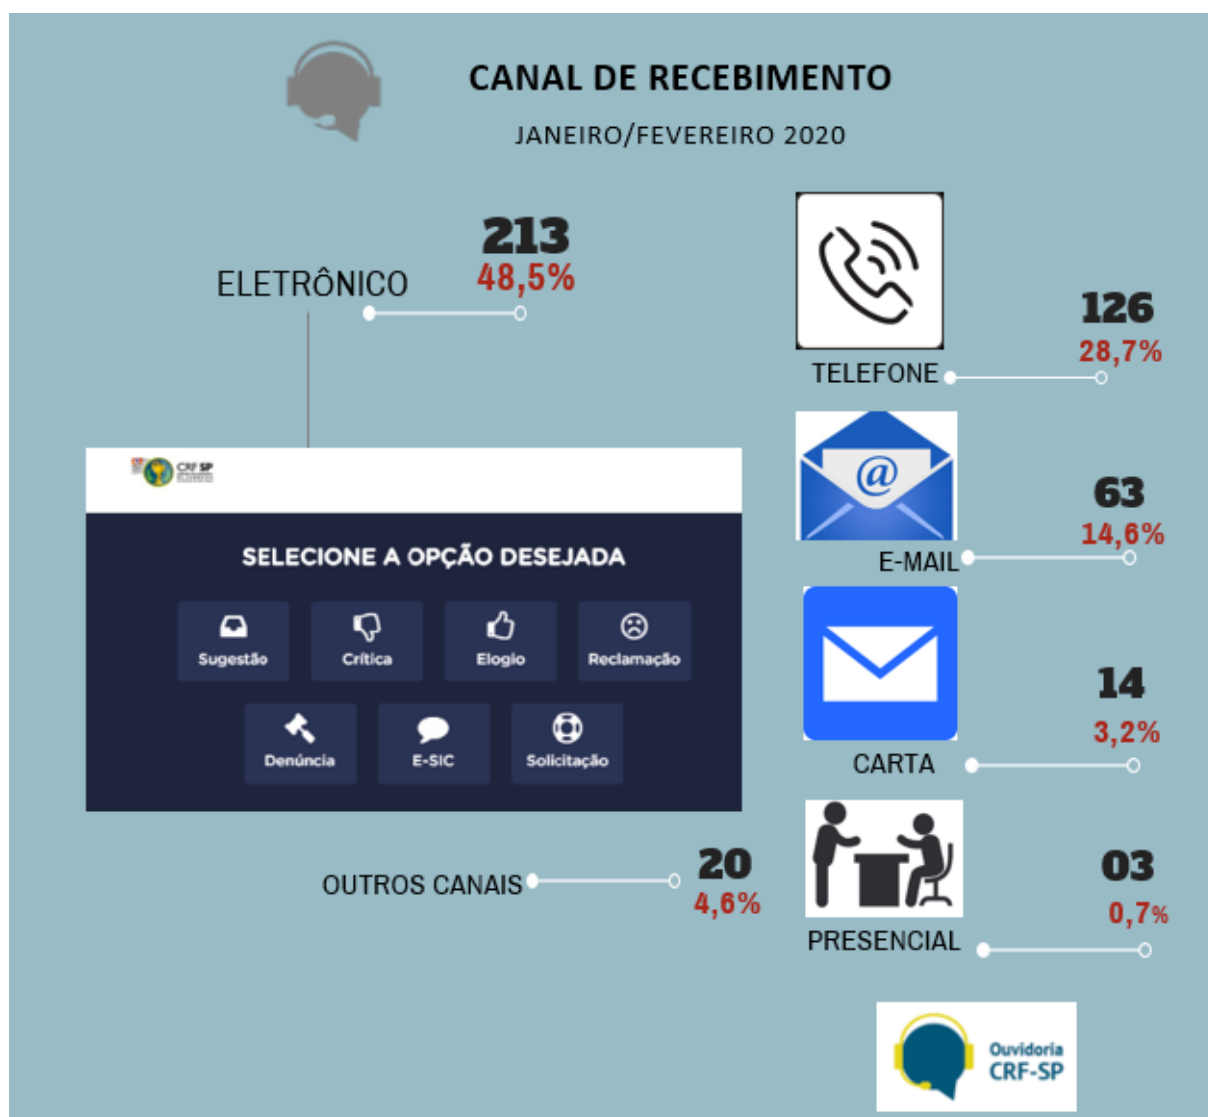 CANAL DE RECEBIMENTO
JANEIRO/FEVEREIRO 2020
213
48,5%
ELETRÔNICO
126
28,7%
TELEFONE
@
63
14,6%
E-MAIL
CRF SP
SELECIONE A OPÇÃO DESEJADA
Sugestão
Crítica
Elogio
Reclamação
Denúncia
E-SIC
Solicitação
14
3,2%
CARTA
OUTROS CANAIS
20
4,6%
03
0,7%
PRESENCIAL
Ouvidoria
CRF-SP